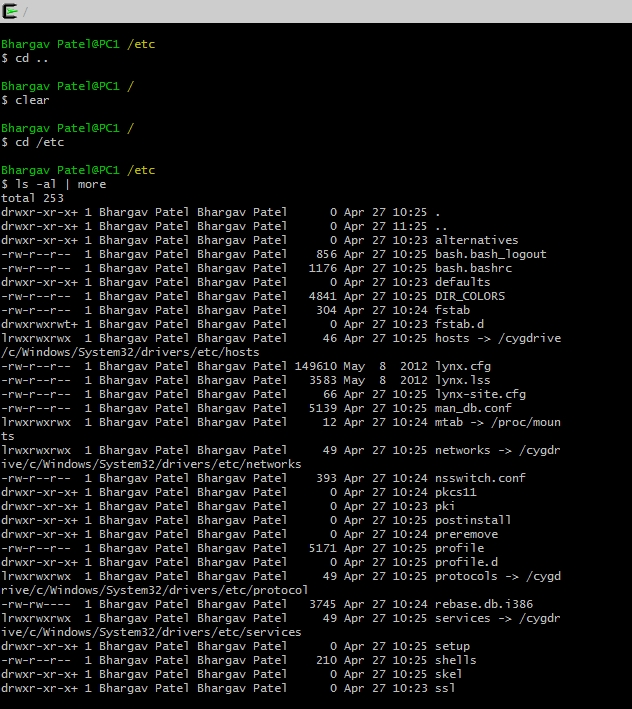 /
Bhargav Patel@PC1 /etc
$ cd ..
Bhargav Patel@PC1 /
$ clear
Bhargav Patel@PC1 /
$ cd /etc
Bhargav Patel@PC1 /etc
$ ls -al | more
total 253
drwxr-xr-x+ 1 Bhargav Patel Bhargav Patel      0 Apr 27 10:25 .
drwxr-xr-x+ 1 Bhargav Patel Bhargav Patel      0 Apr 27 11:25 ..
drwxr-xr-x+ 1 Bhargav Patel Bhargav Patel      0 Apr 27 10:23 alternatives
-rw-r--r--  1 Bhargav Patel Bhargav Patel    856 Apr 27 10:25 bash.bash_logout
-rw-r--r--  1 Bhargav Patel Bhargav Patel   1176 Apr 27 10:25 bash.bashrc
drwxr-xr-x+ 1 Bhargav Patel Bhargav Patel      0 Apr 27 10:23 defaults
-rw-r--r--  1 Bhargav Patel Bhargav Patel   4841 Apr 27 10:25 DIR_COLORS
-rw-r--r--  1 Bhargav Patel Bhargav Patel    304 Apr 27 10:24 fstab
drwxrwxrwt+ 1 Bhargav Patel Bhargav Patel      0 Apr 27 10:23 fstab.d
lrwxrwxrwx  1 Bhargav Patel Bhargav Patel     46 Apr 27 10:25 hosts -> /cygdrive
/c/Windows/System32/drivers/etc/hosts
-rw-r--r--  1 Bhargav Patel Bhargav Patel 149610 May  8  2012 lynx.cfg
-rw-r--r--  1 Bhargav Patel Bhargav Patel   3583 May  8  2012 lynx.lss
-rw-r--r--  1 Bhargav Patel Bhargav Patel     66 Apr 27 10:25 lynx-site.cfg
-rw-r--r--  1 Bhargav Patel Bhargav Patel   5139 Apr 27 10:25 man_db.conf
lrwxrwxrwx  1 Bhargav Patel Bhargav Patel     12 Apr 27 10:24 mtab -> /proc/moun
ts
lrwxrwxrwx  1 Bhargav Patel Bhargav Patel     49 Apr 27 10:25 networks -> /cygdr
ive/c/Windows/System32/drivers/etc/networks
-rw-r--r--  1 Bhargav Patel Bhargav Patel    393 Apr 27 10:24 nsswitch.conf
drwxr-xr-x+ 1 Bhargav Patel Bhargav Patel      0 Apr 27 10:24 pkcs11
drwxr-xr-x+ 1 Bhargav Patel Bhargav Patel      0 Apr 27 10:23 pki
drwxr-xr-x+ 1 Bhargav Patel Bhargav Patel      0 Apr 27 10:25 postinstall
drwxr-xr-x+ 1 Bhargav Patel Bhargav Patel      0 Apr 27 10:24 preremove
-rw-r--r--  1 Bhargav Patel Bhargav Patel   5171 Apr 27 10:25 profile
drwxr-xr-x+ 1 Bhargav Patel Bhargav Patel      0 Apr 27 10:25 profile.d
lrwxrwxrwx  1 Bhargav Patel Bhargav Patel     49 Apr 27 10:25 protocols -> /cygd
rive/c/Windows/System32/drivers/etc/protocol
-rw-rw----  1 Bhargav Patel Bhargav Patel   3745 Apr 27 10:24 rebase.db.i386
lrwxrwxrwx  1 Bhargav Patel Bhargav Patel     49 Apr 27 10:25 services -> /cygdr
ive/c/Windows/System32/drivers/etc/services
drwxr-xr-x+ 1 Bhargav Patel Bhargav Patel      0 Apr 27 10:25 setup
-rw-r--r--  1 Bhargav Patel Bhargav Patel    210 Apr 27 10:25 shells
drwxr-xr-x+ 1 Bhargav Patel Bhargav Patel      0 Apr 27 10:25 skel
drwxr-xr-x+ 1 Bhargav Patel Bhargav Patel      0 Apr 27 10:23 ssl